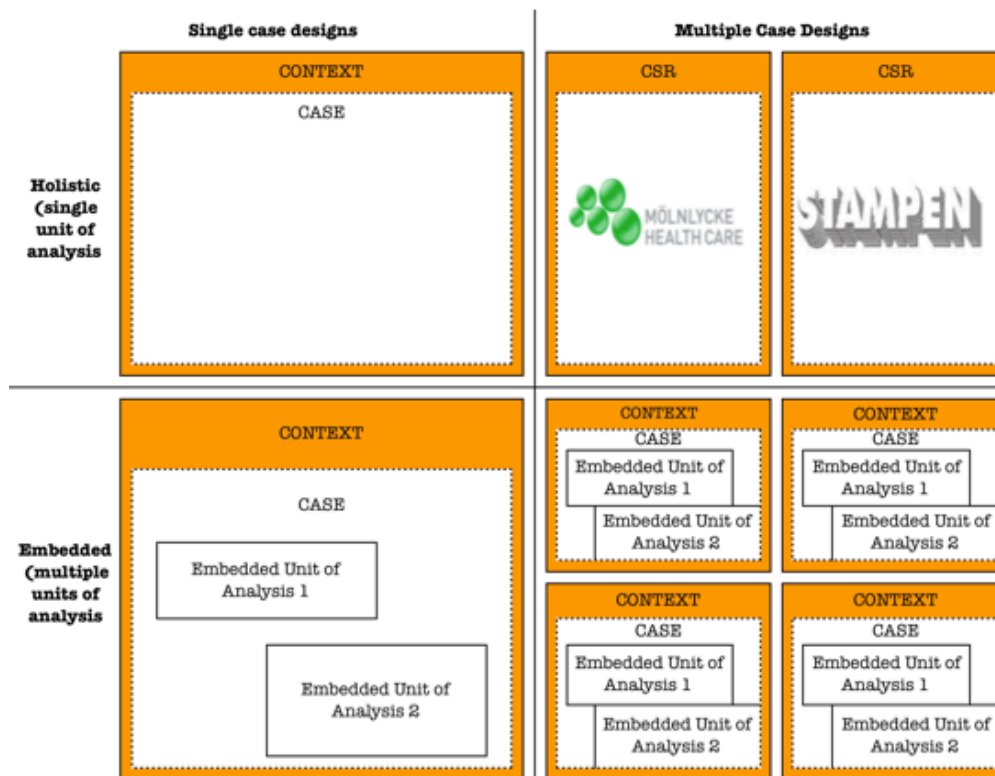 Single case designs
Multiple Case Designs
CONTEXT
CASE
CSR
CSR
Holistic
(single
unit of
analysis
MÖLNLYCKE
HEALTH CARE
STAMPEN
CONTEXT
CASE
Embedded Unit of
Analysis 1
Embedded Unit of
Analysis 2
Embedded
(multiple
units of
analysis
CONTEXT
CASE
Embedded Unit of
Analysis 1
Embedded Unit of
Analysis 2
CONTEXT
CASE
Embedded Unit of
Analysis 1
Embedded Unit of
Analysis 2
CONTEXT
CASE
Embedded Unit of
Analysis 1
Embedded Unit of
Analysis 2
CONTEXT
CASE
Embedded Unit of
Analysis 1
Embedded Unit of
Analysis 2